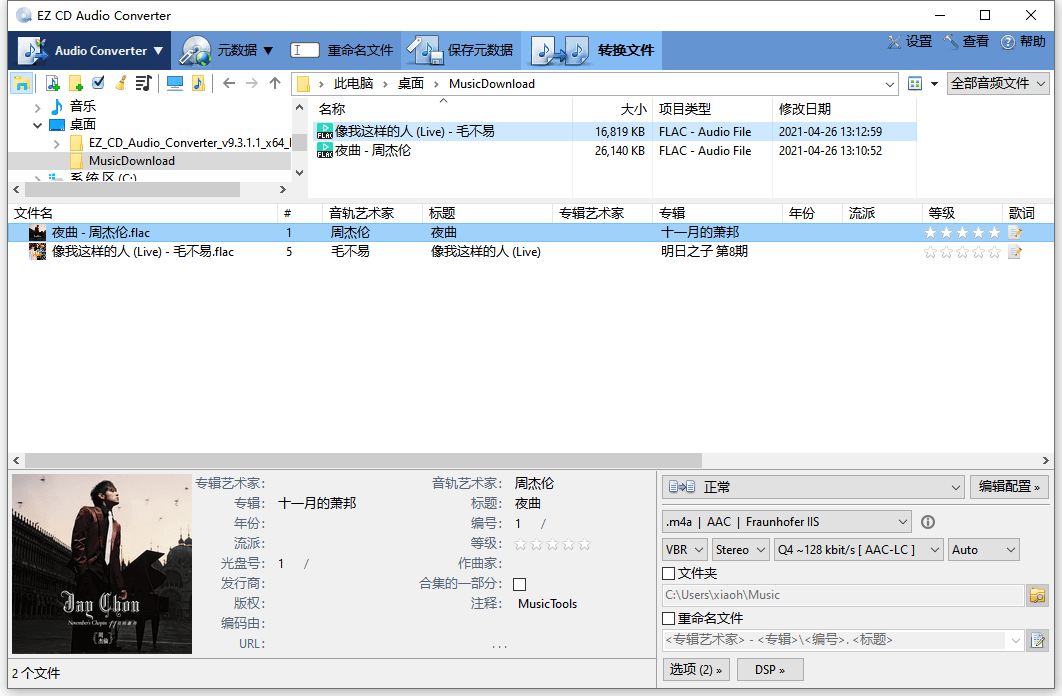 EZ CD Audio Converter
Audio Converter ▼ 元数据 ▼ 重命名文件 保存元数据 转换文件 设置 查看 帮助
此电脑 › 桌面 › MusicDownload 全部音频文件
音乐
桌面
EZ_CD_Audio_Converter_v9.3.1.1_x64_
MusicDownload
系统区 (C:)
名称 大小 项目类型 修改日期
像我这样的人 (Live) - 毛不易 16,819 KB FLAC - Audio File 2021-04-26 13:12:59
夜曲 - 周杰伦 26,140 KB FLAC - Audio File 2021-04-26 13:10:52
文件名 # 音轨艺术家 标题 专辑艺术家 专辑 年份 流派 等级 歌词
夜曲 - 周杰伦.flac 1 周杰伦 夜曲 十一月的萧邦
像我这样的人 (Live) - 毛不易.flac 5 毛不易 像我这样的人 (Live) 明日之子 第8期
Jay Chou
November's Chopin 十一月的萧邦
周杰倫
专辑艺术家:
专辑: 十一月的萧邦
年份:
流派:
光盘号: 1 /
发行商:
版权:
编码由:
URL:
音轨艺术家: 周杰伦
标题: 夜曲
编号: 1 /
等级:
作曲家:
合集的一部分:
注释: MusicTools
...
正常 编辑配置 »
.m4a | AAC | Fraunhofer IIS
VBR Stereo Q4 ~128 kbit/s [ AAC-LC ] Auto
文件夹
C:\Users\xiaoh\Music
重命名文件
<专辑艺术家> - <专辑>\<编号>. <标题>
选项 (2) » DSP »
2 个文件